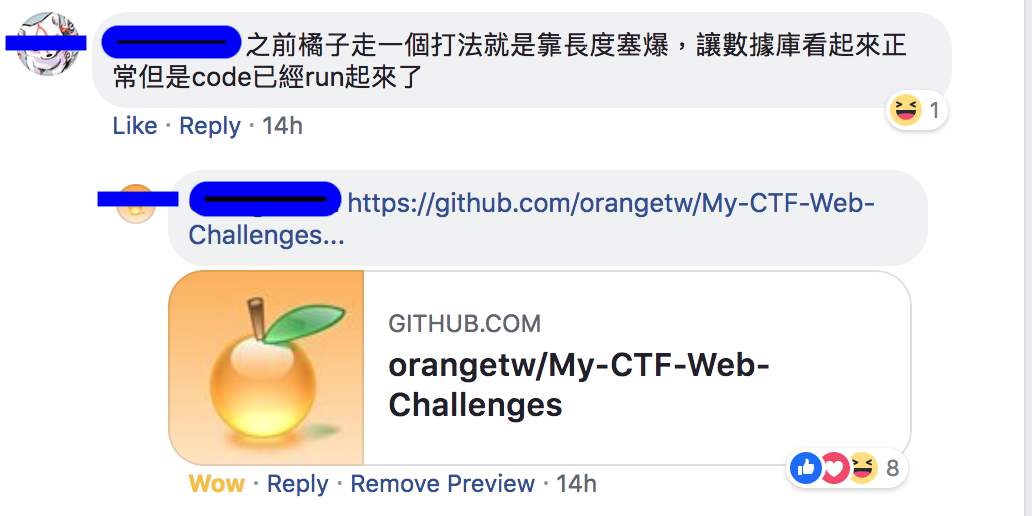 之前橘子走一個打法就是靠長度塞爆，讓數據庫看起來正
常但是code已經run起來了
1
Like · Reply · 14h
https://github.com/orangetw/My-CTF-Web-
Challenges...
GITHUB.COM
orangetw/My-CTF-Web-
Challenges
8
Wow · Reply · Remove Preview · 14h